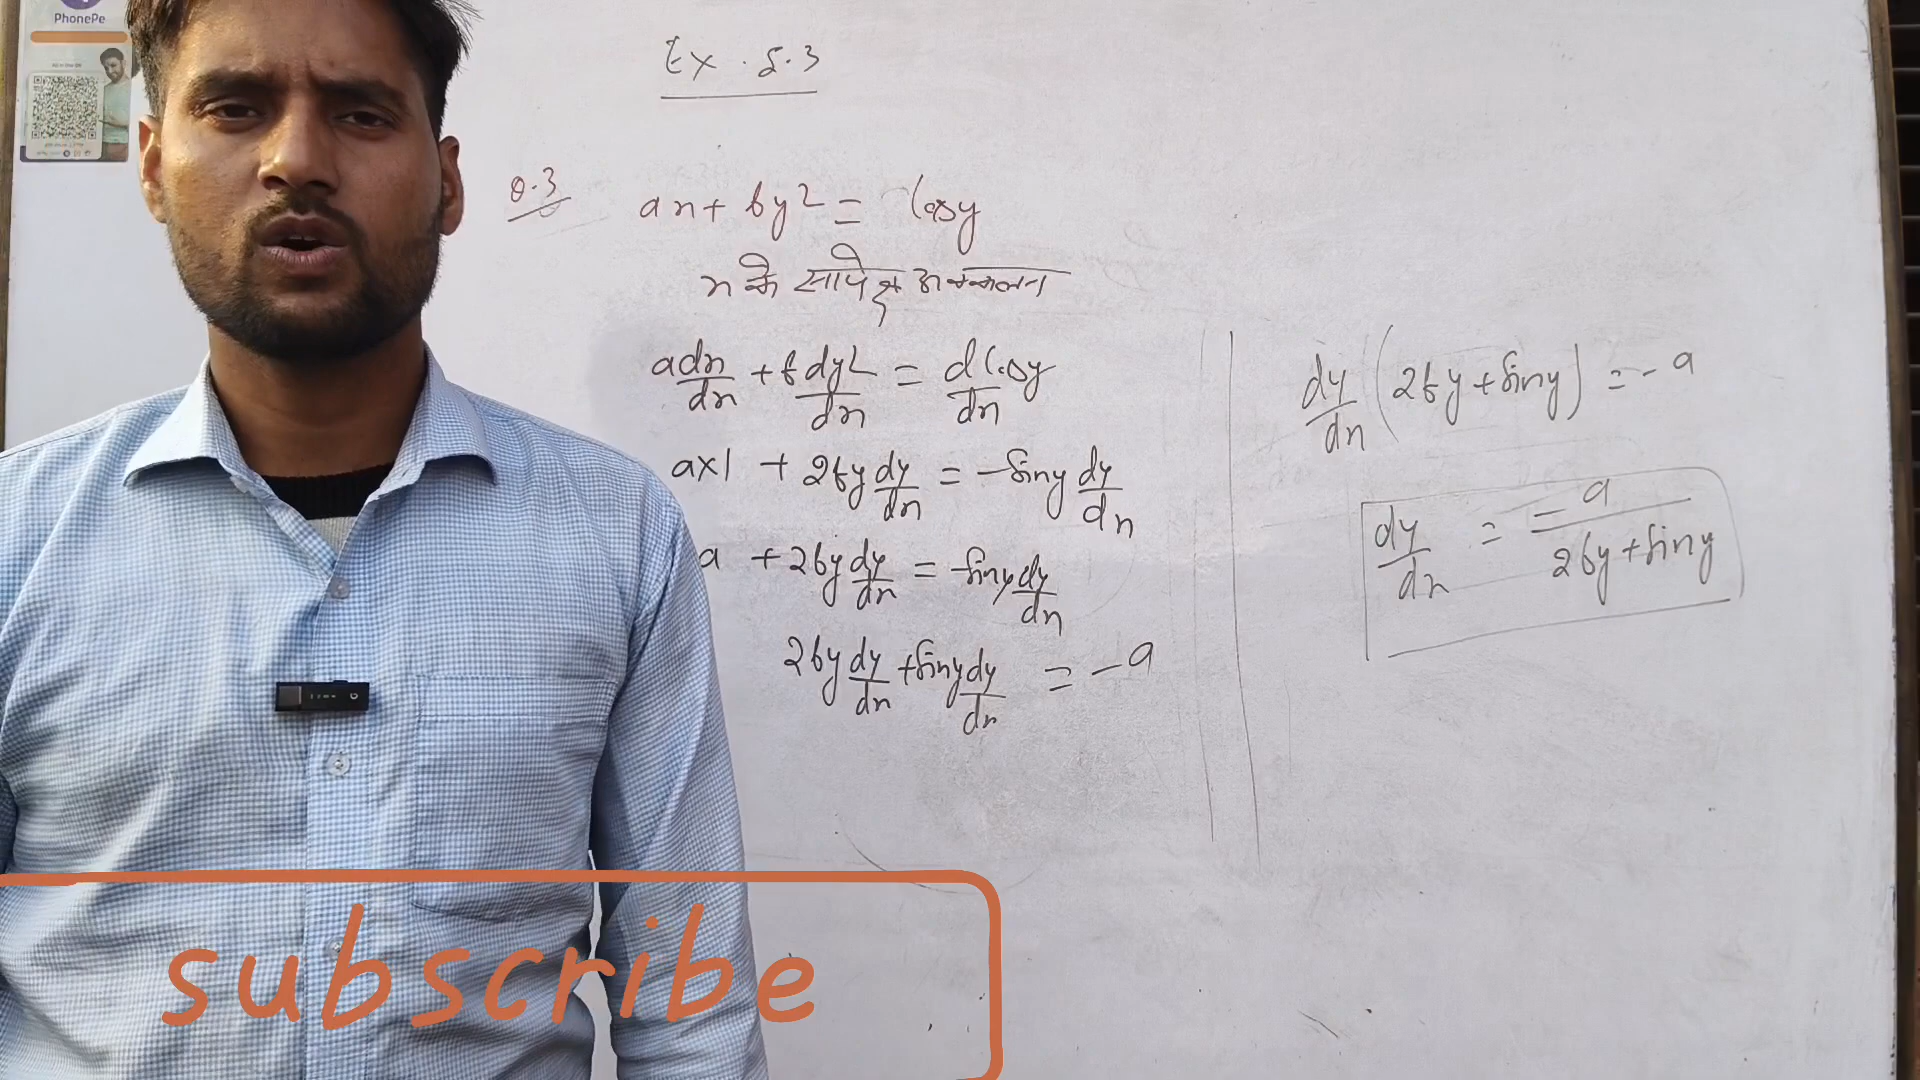 PhonePe
Ex. 5.3
Q.3 ax + by² = Cosy
x के सापेक्ष अवकलन
a dx/dx + b dy²/dx = d Cosy/dx
a×1 + 2by dy/dx = -Siny dy/dx
a + 2by dy/dx = -Siny dy/dx
2by dy/dx + Siny dy/dx = -a
dy/dx (2by + Siny) = -a
dy/dx = -a/2by + Siny
subscribe